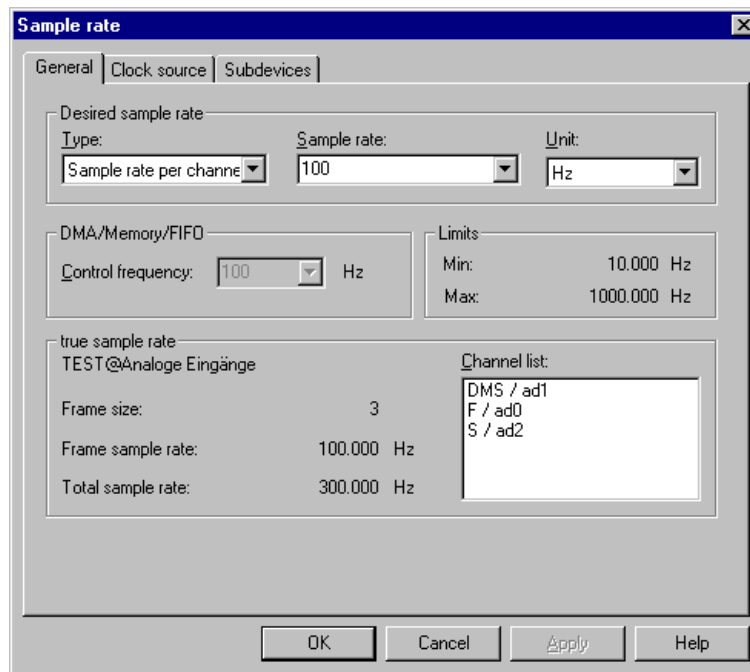 Sample rate
General Clock source Subdevices
Desired sample rate
Type: Sample rate: Unit:
Sample rate per channe 100 Hz
DMA/Memory/FIFO
Control frequency: 100 Hz
Limits
Min: 10.000 Hz
Max: 1000.000 Hz
true sample rate
TEST@Analoge Eingänge
Frame size: 3
Frame sample rate: 100.000 Hz
Total sample rate: 300.000 Hz
Channel list:
DMS / ad1
F / ad0
S / ad2
OK Cancel Apply Help